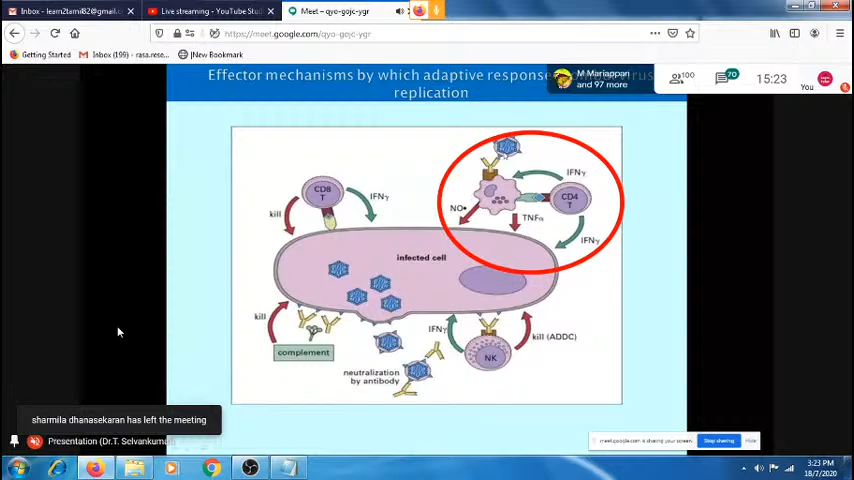 Inbox - learn2tamil82@gmail.co
Live streaming - YouTube Stu
Meet – qyo-gojc-ygr
https://meet.google.com/qyo-gojc-ygr
Getting Started
Inbox (199) - rasa.rese...
New Bookmark
Effector mechanisms by which adaptive response
replication
M Mariappan
and 97 more
100
70
15:23
You
CD8
T
IFNγ
kill
IFNγ
CD4
T
NO•
TNFα
IFNγ
infected cell
kill
complement
IFNγ
NK
kill (ADDC)
neutralization
by antibody
sharmila dhanasekaran has left the meeting
Presentation (Dr.T. Selvankumar)
meet.google.com is sharing your screen.
Stop sharing
Hide
3:23 PM
18/7/2020